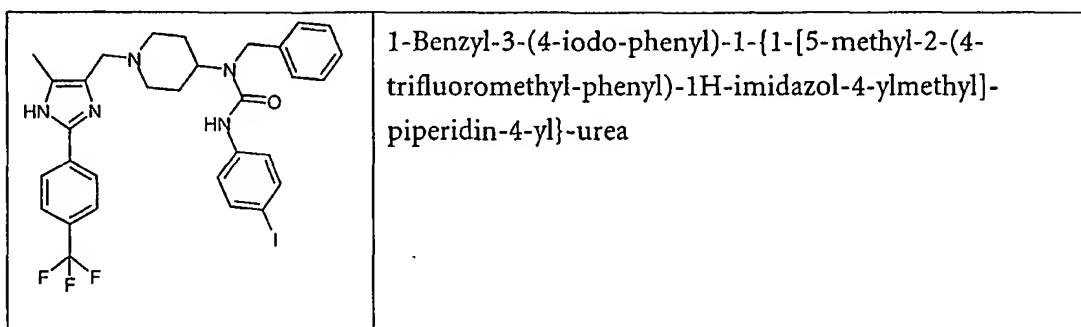 1-Benzyl-3-(4-iodo-phenyl)-1-{1-[5-methyl-2-(4-
trifluoromethyl-phenyl)-1H-imidazol-4-ylmethyl]-
piperidin-4-yl}-urea
N
N
O
HN
N
HN
I
F
F
F